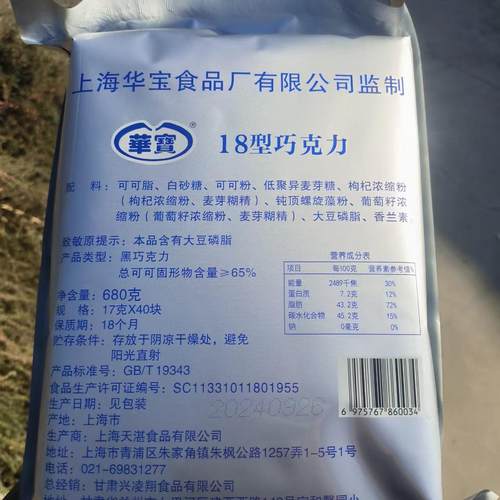 上海华宝食品厂有限公司监制
華寶
18型巧克力
配　料：可可脂、白砂糖、可可粉、低聚异麦芽糖、枸杞浓缩粉
（枸杞浓缩粉、麦芽糊精）、钝顶螺旋藻粉、葡萄籽浓
缩粉（葡萄籽浓缩粉、麦芽糊精）、大豆磷脂、香兰素
致敏原提示：本品含有大豆磷脂
产品类型：黑巧克力
总可可固形物含量≥65%
净含量：680克
规　格：17克×40块
保质期：18个月
贮存条件：存放于阴凉干燥处，避免
阳光直射
产品标准号：GB/T19343
食品生产许可证编号：SC11331011801955
生产日期：见包装
产地：上海市
生产商：上海天湛食品有限公司
地址：上海市青浦区朱家角镇朱枫公路1257弄1-5号1号
电话：021-69831277
总经销：甘肃兴凌翔食品有限公司
营养成分表
项目 每100克 营养素参考值%
能量 2489千焦 30%
蛋白质 7.2克 12%
脂肪 43.2克 72%
碳水化合物 45.2克 15%
钠 0毫克 0%
20240926
6 975767 860034